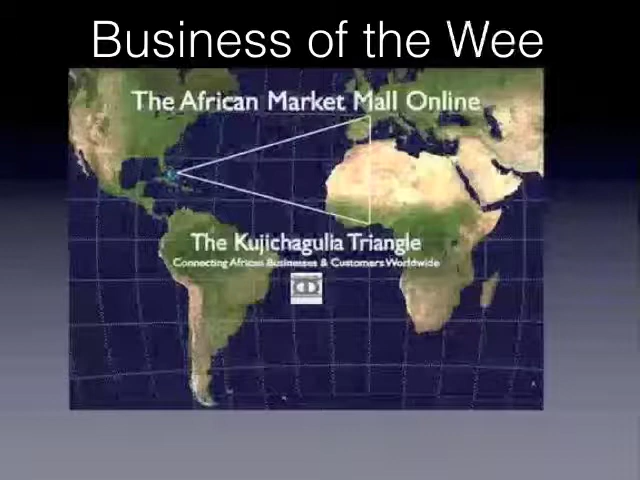 Business of the Wee
The African Market Mall Online
The Kujichagulia Triangle
Connecting African Businesses & Customers Worldwide